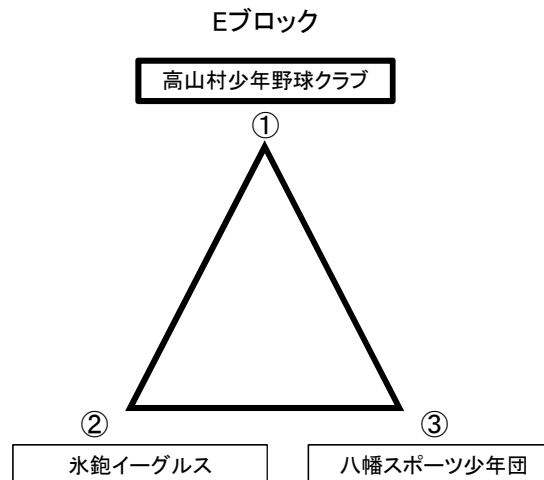 Eブロック
高山村少年野球クラブ
①
②
③
氷鉋イーグルス
八幡スポーツ少年団